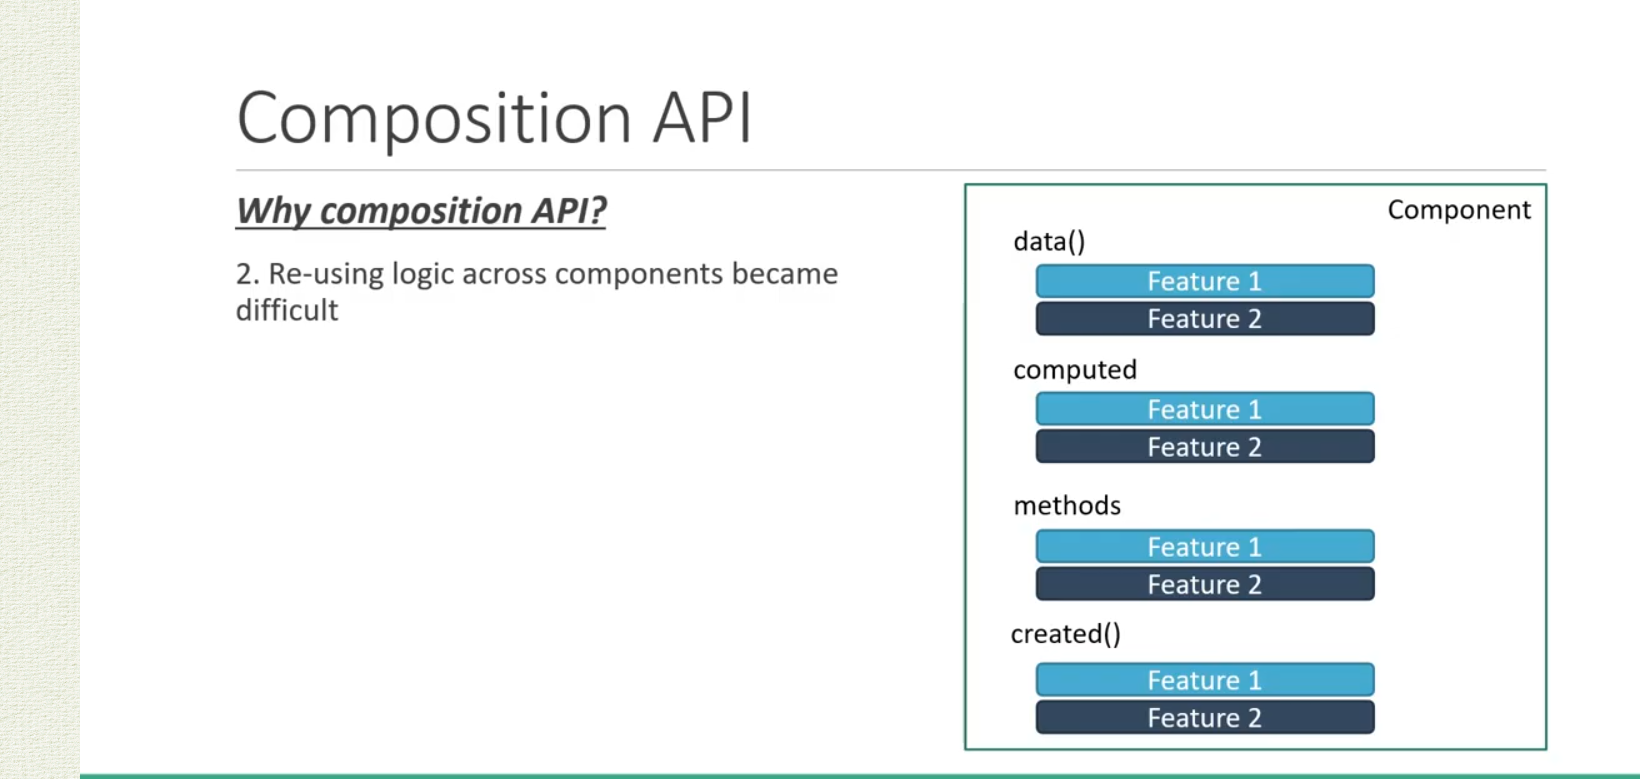 Composition API
Why composition API?
2. Re-using logic across components became
difficult
Component
data()
Feature 1
Feature 2
computed
Feature 1
Feature 2
methods
Feature 1
Feature 2
created()
Feature 1
Feature 2